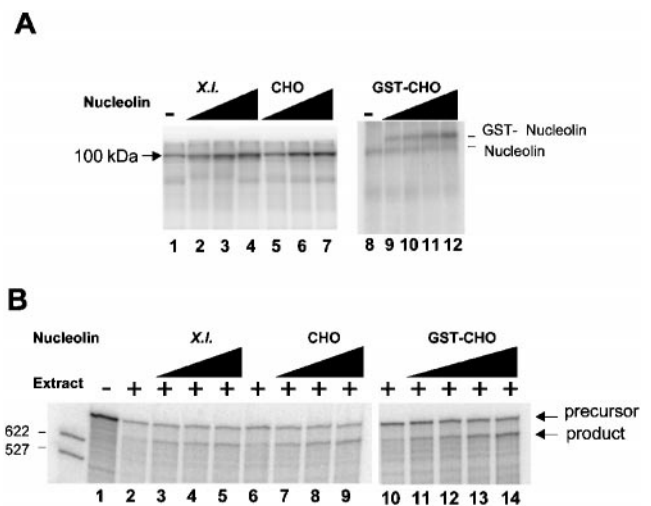 A
X.l. CHO GST-CHO
Nucleolin
- -
GST- Nucleolin
Nucleolin
100 kDa
1 2 3 4 5 6 7 8 9 10 11 12
B
Nucleolin X.l. CHO GST-CHO
Extract - + + + + + + + + + + + + +
precursor
622 –
product
527 –
1 2 3 4 5 6 7 8 9 10 11 12 13 14